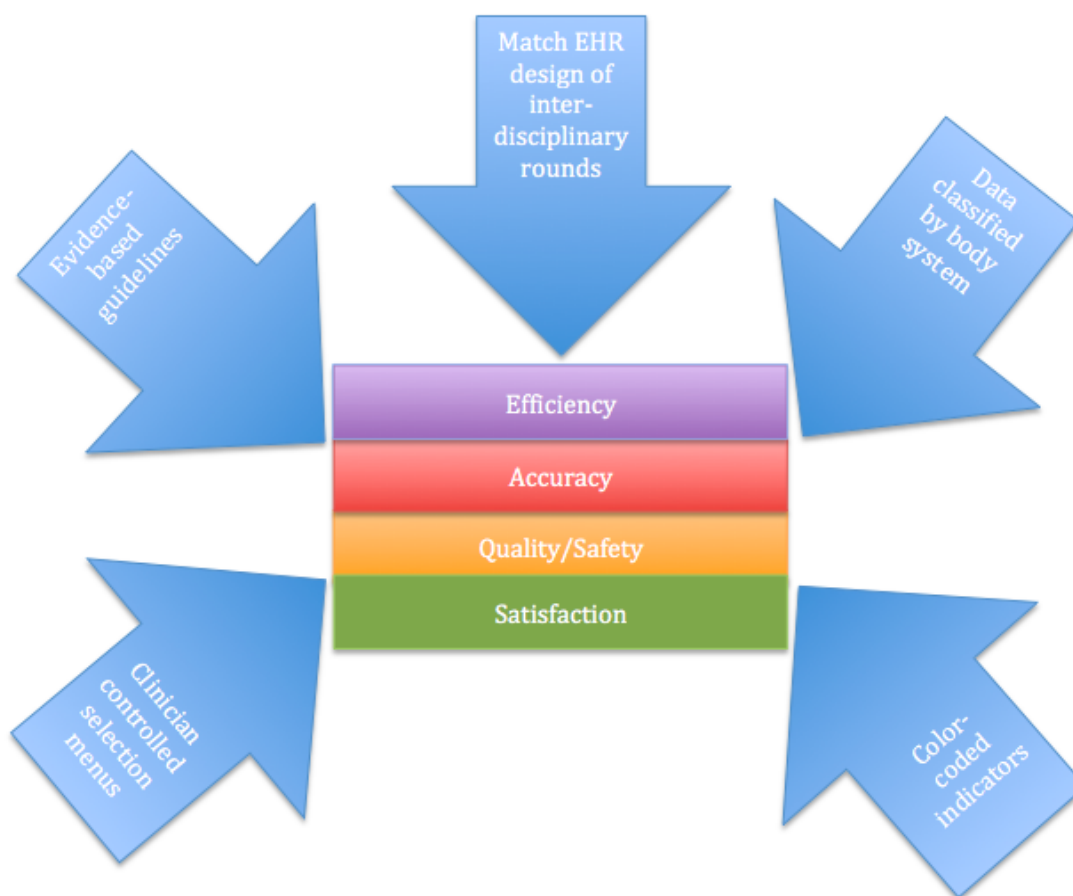 Match EHR
design of
inter-
disciplinary
rounds
Evidence-
based
guidelines
Data
classified
by body
system
Efficiency
Accuracy
Quality/Safety
Satisfaction
Clinician
controlled
selection
menus
Color-
coded
indicators